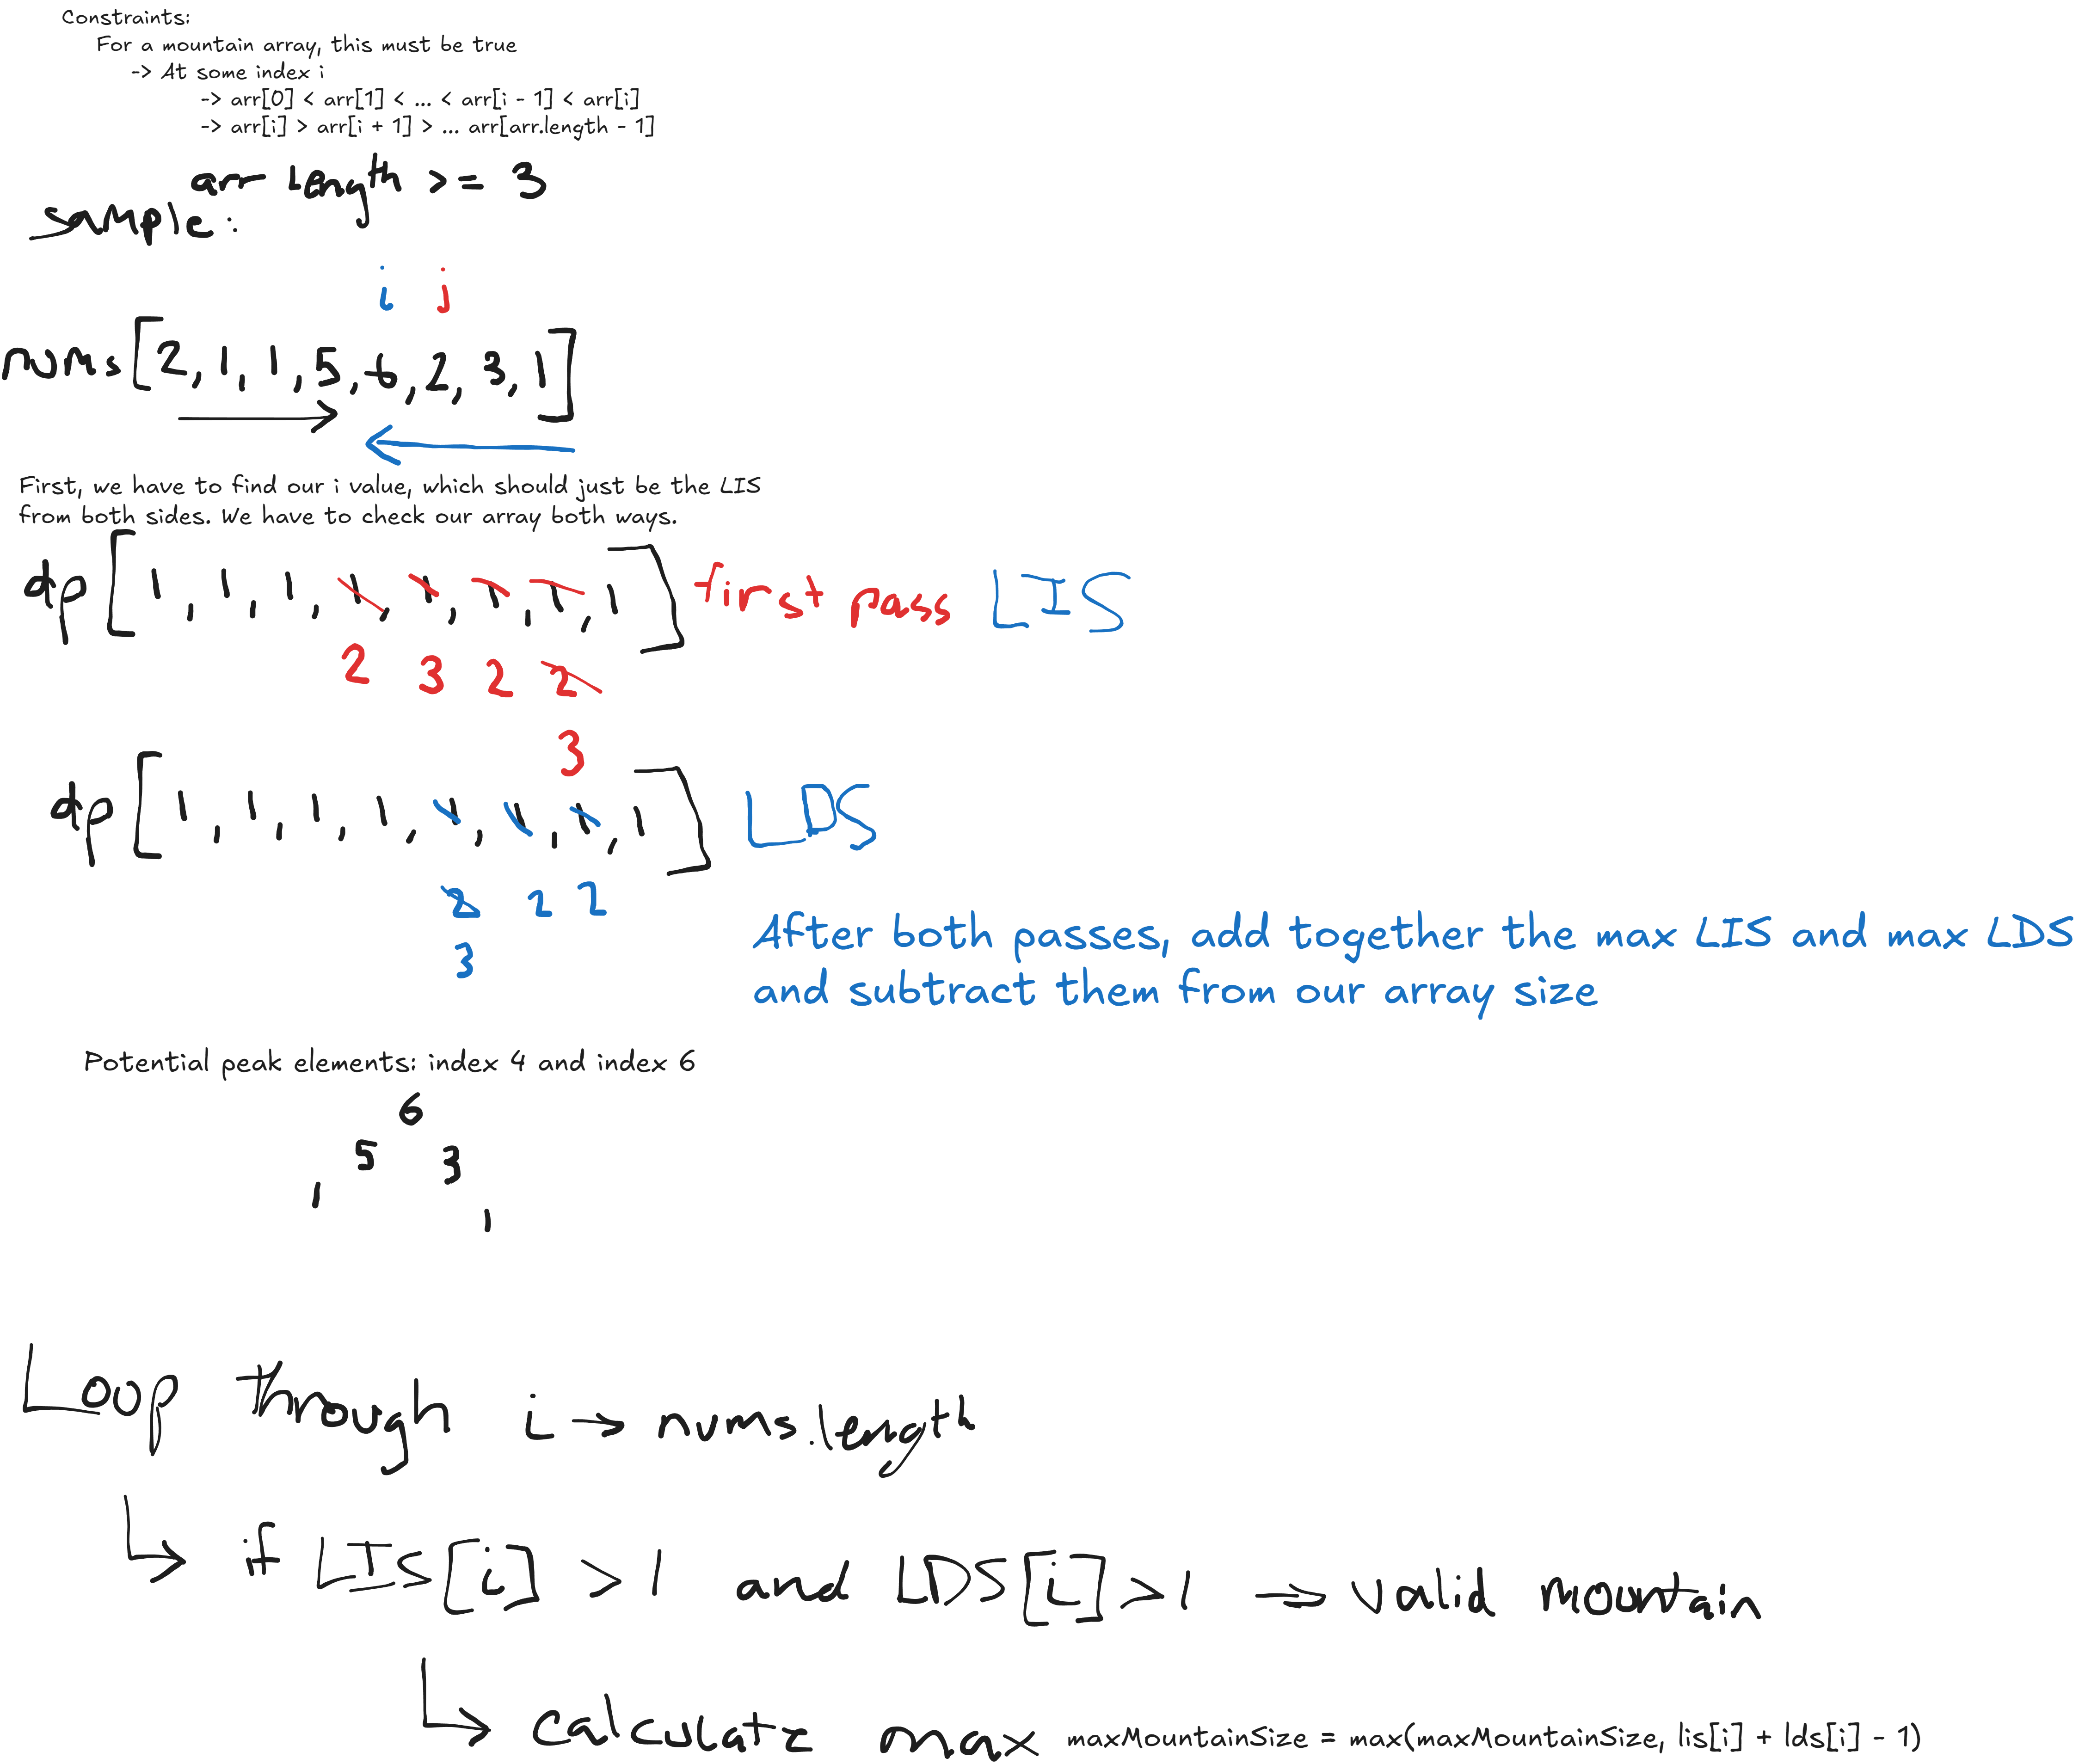 Constraints:
For a mountain array, this must be true
-> At some index i
-> arr[0] < arr[1] < ... < arr[i - 1] < arr[i]
-> arr[i] > arr[i + 1] > ... arr[arr.length - 1]
arr length >= 3
sample:
i j
nums[2,1,1,5,6,2,3,1]
First, we have to find our i value, which should just be the LIS
from both sides. We have to check our array both ways.
dp[1,1,1,1,1,1,1,1] first pass LIS
2 3 2 2
3
dp[1,1,1,1,1,1,1,1] LDS
2 2 2
3
After both passes, add together the max LIS and max LDS
and subtract them from our array size
Potential peak elements: index 4 and index 6
6
5 3
1
1
Loop through i → nums.length
↳ if LIS[i] > 1 and LDS[i] > 1 → valid mountain
↳ calculate max maxMountainSize = max(maxMountainSize, lis[i] + lds[i] - 1)